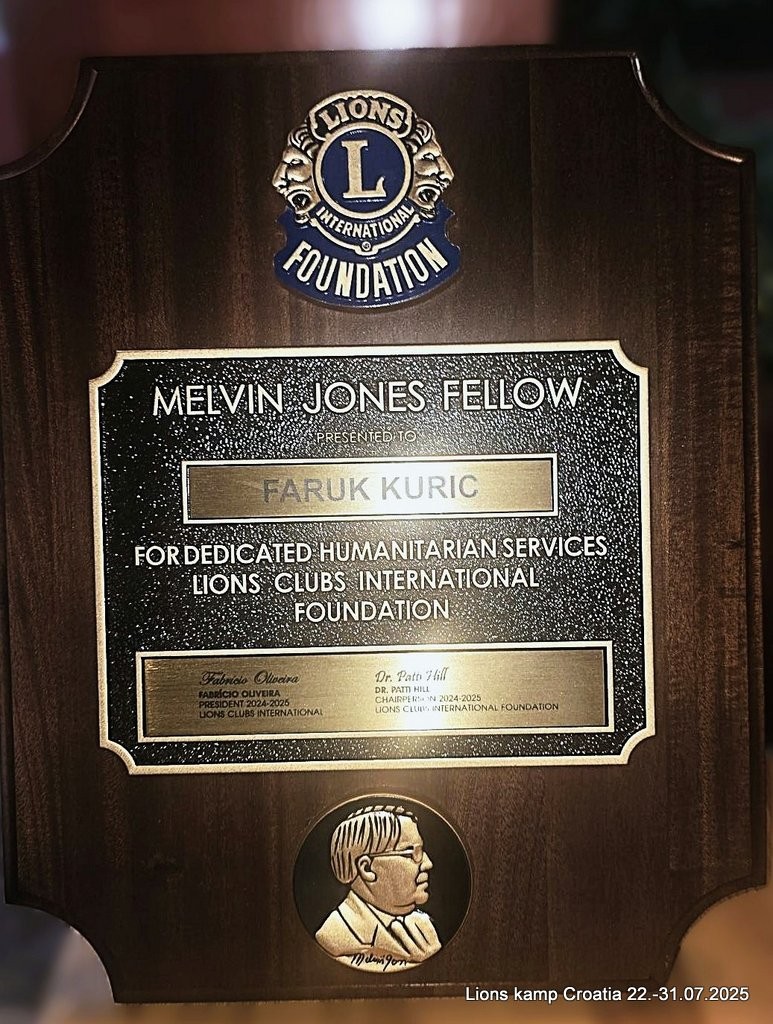 LIONS
L
INTERNATIONAL
FOUNDATION
MELVIN JONES FELLOW
PRESENTED TO
FARUK KURIC
FOR DEDICATED HUMANITARIAN SERVICES
LIONS CLUBS INTERNATIONAL
FOUNDATION
Fabrício Oliveira
FABRÍCIO OLIVEIRA
PRESIDENT 2024-2025
LIONS CLUBS INTERNATIONAL
Dr. Patti Hill
DR. PATTI HILL
CHAIRPERSON 2024-2025
LIONS CLUBS INTERNATIONAL FOUNDATION
Lions kamp Croatia 22.-31.07.2025